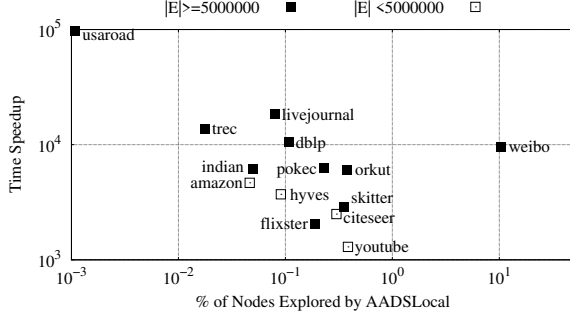 |E|>=5000000 |E| <5000000
10^5
usaroad
livejournal
trec
dblp
10^4
weibo
indian
pokec
orkut
amazon
hyves
skitter
citeseer
flixster
youtube
10^3
10^-3 10^-2 10^-1 10^0 10^1
Time Speedup
% of Nodes Explored by AADSLocal